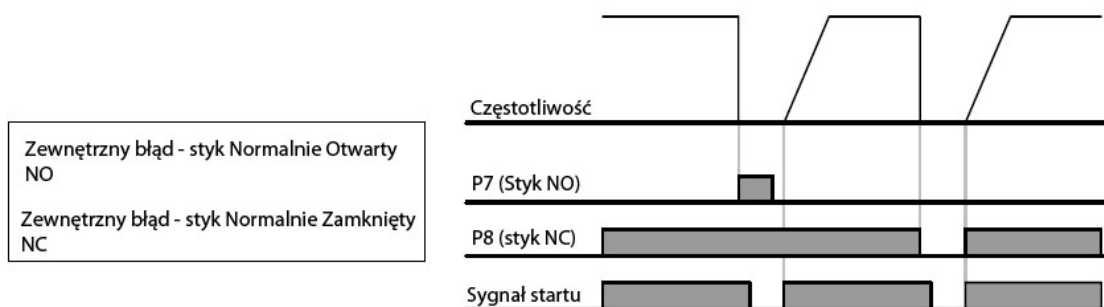 Zewnętrzny błąd - styk Normalnie Otwarty
NO
Zewnętrzny błąd - styk Normalnie Zamknięty
NC
Częstotliwość
P7 (Styk NO)
P8 (styk NC)
Sygnał startu